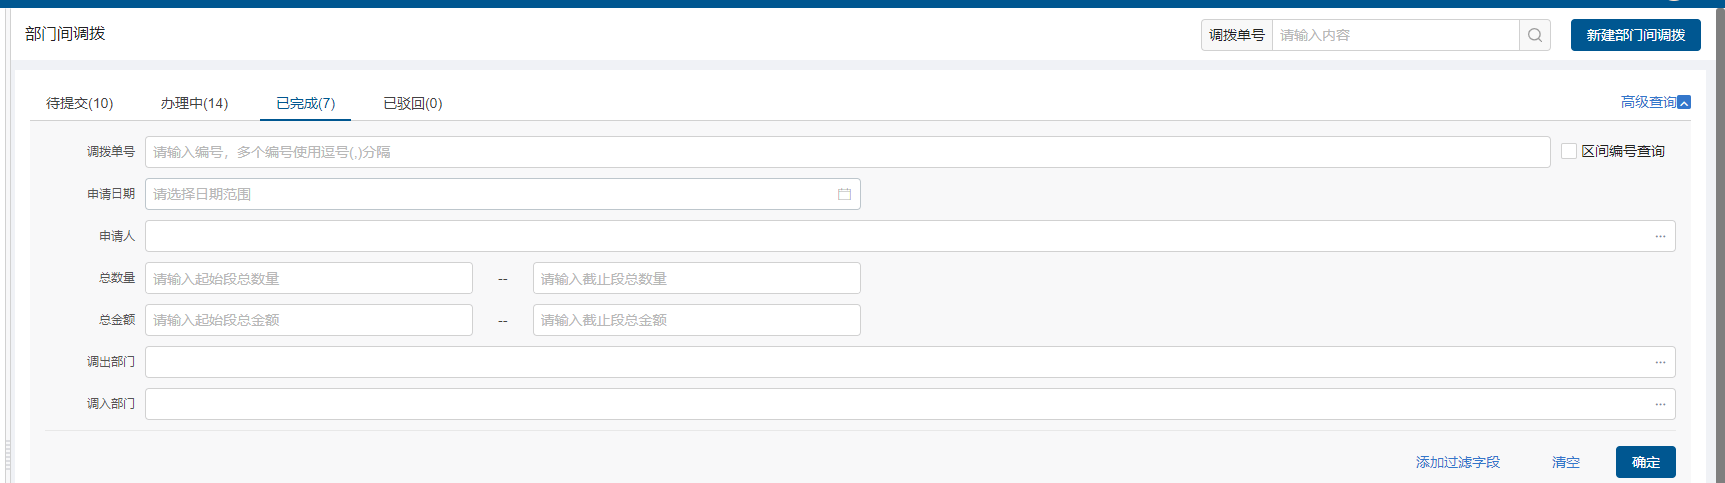 部门间调拨
调拨单号 请输入内容 新建部门间调拨
待提交(10) 办理中(14) 已完成(7) 已驳回(0) 高级查询
调拨单号 请输入编号，多个编号使用逗号(,)分隔 区间编号查询
申请日期 请选择日期范围
申请人 ...
总数量 请输入起始段总数量 -- 请输入截止段总数量
总金额 请输入起始段总金额 -- 请输入截止段总金额
调出部门 ...
调入部门 ...
添加过滤字段 清空 确定